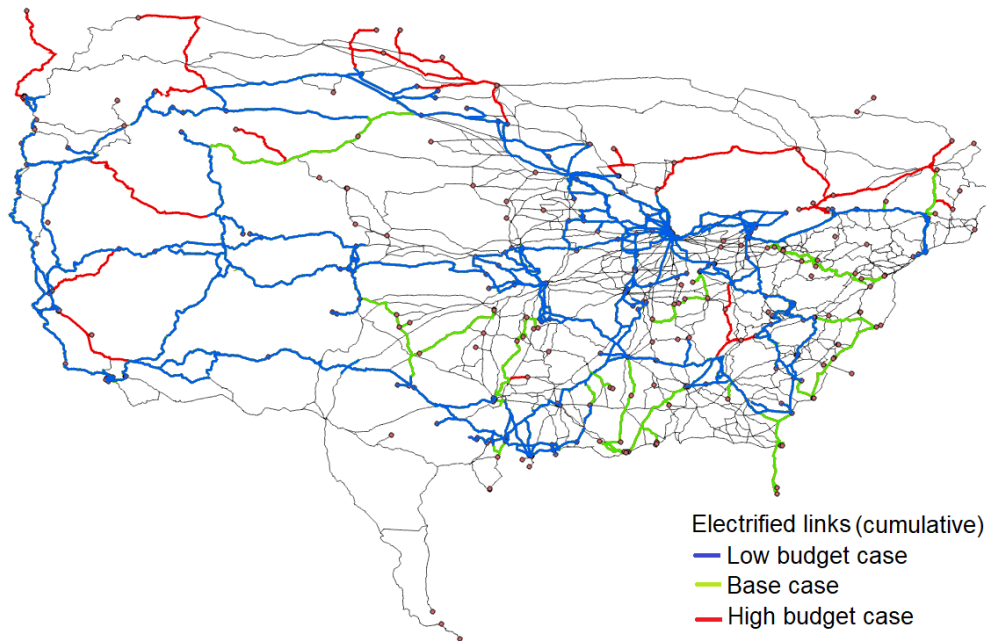 Electrified links (cumulative)
Low budget case
Base case
High budget case